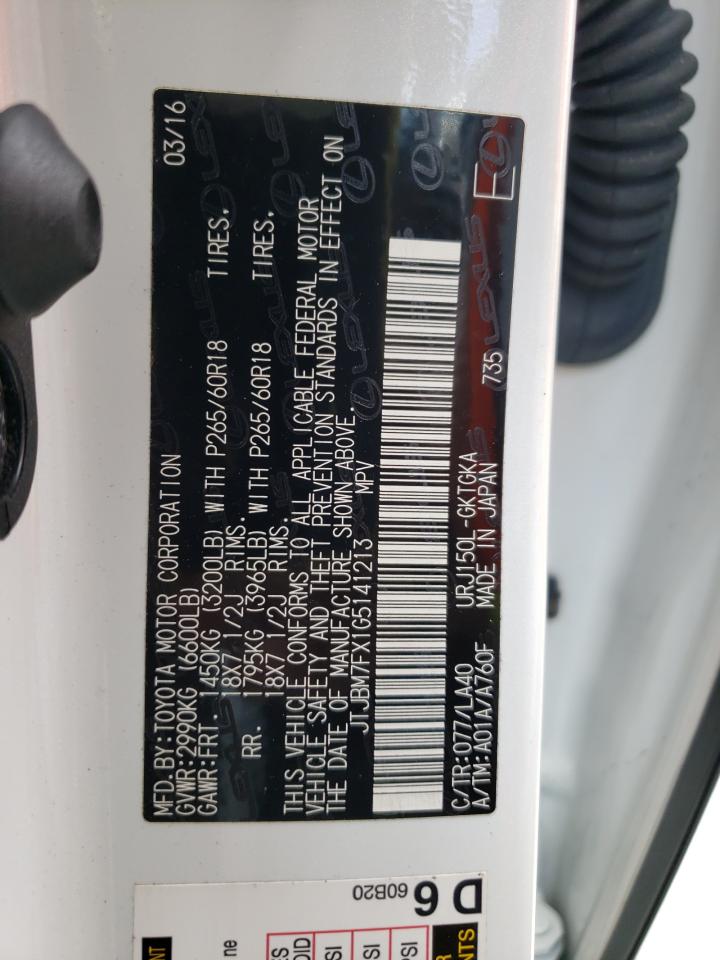 MFD.BY:TOYOTA MOTOR CORPORATION 03/16
GVWR:2990KG (6600LB)
GAWR:FRT. 1450KG (3200LB) WITH P265/60R18 TIRES.
18X7 1/2J RIMS.
RR. 1795KG (3965LB) WITH P265/60R18 TIRES.
18X7 1/2J RIMS.
THIS VEHICLE CONFORMS TO ALL APPLICABLE FEDERAL MOTOR
VEHICLE SAFETY AND THEFT PREVENTION STANDARDS IN EFFECT ON
THE DATE OF MANUFACTURE SHOWN ABOVE.
JTJBM7FX1G5141213 MPV
C/TR:077/LA40 URJ150L-GKTGKA
A/TM:A01A/A760F MADE IN JAPAN 735
LEXUS
D 6
60B20